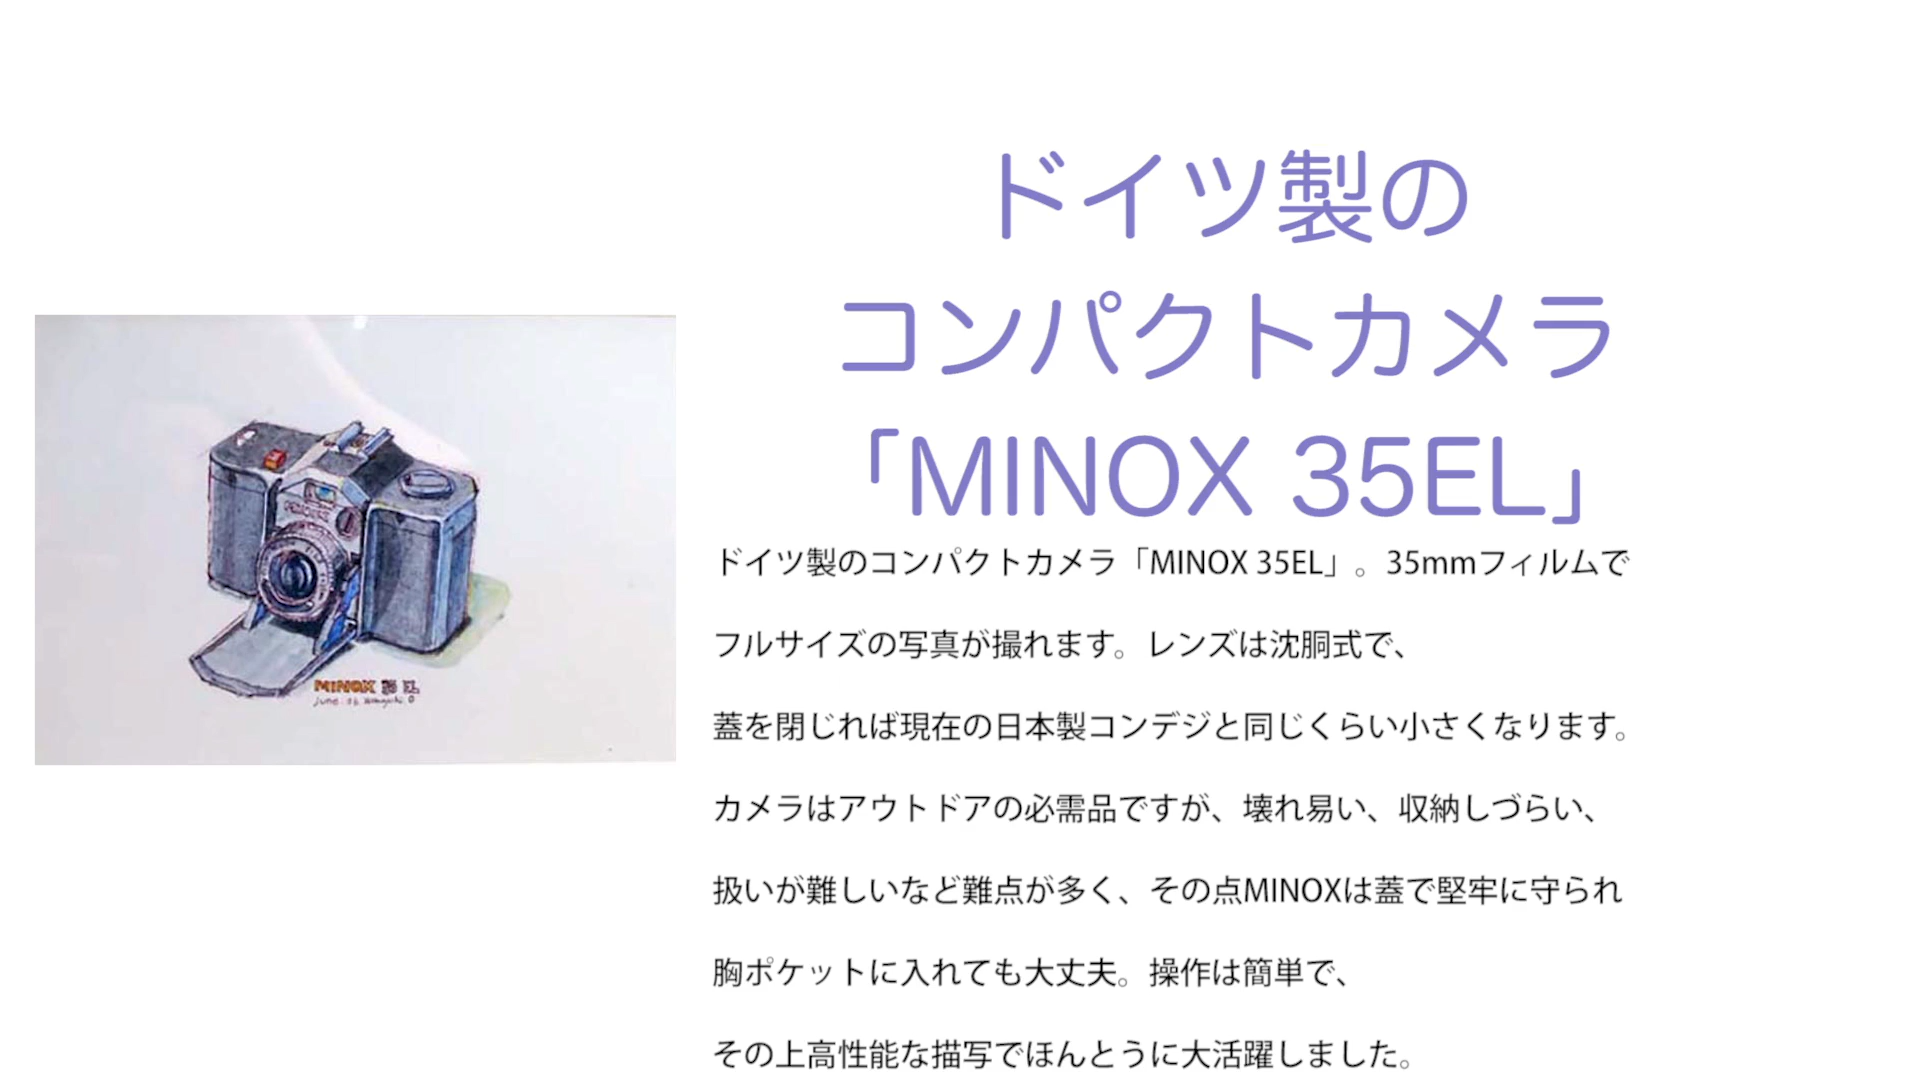 ドイツ製の
コンパクトカメラ
「MINOX 35EL」
ドイツ製のコンパクトカメラ「MINOX 35EL」。35mmフィルムで
フルサイズの写真が撮れます。レンズは沈胴式で、
蓋を閉じれば現在の日本製コンデジと同じくらい小さくなります。
カメラはアウトドアの必需品ですが、壊れ易い、収納しづらい、
扱いが難しいなど難点が多く、その点MINOXは蓋で堅牢に守られ
胸ポケットに入れても大丈夫。操作は簡単で、
その上高性能な描写でほんとうに大活躍しました。
MINOX 35 EL